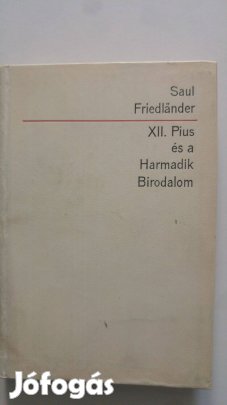 Saul
Friedländer
XII. Pius
és a
Harmadik
Birodalom
Jófogás